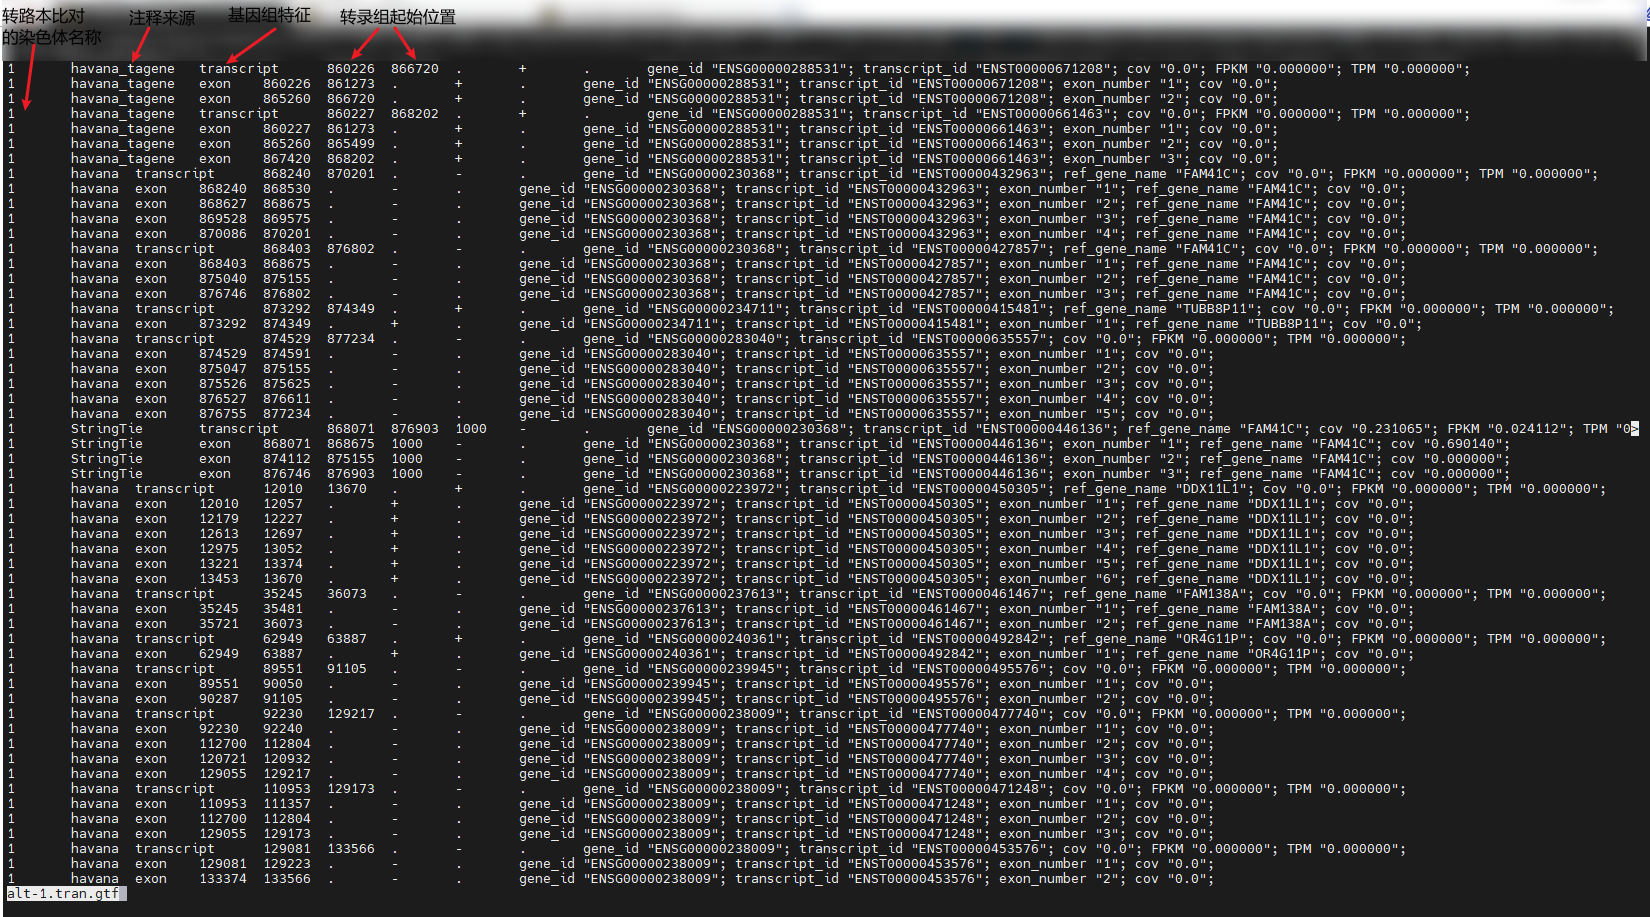 转路本比对 注释来源 基因组特征 转录组起始位置
的染色体名称
1 havana_tagene transcript 860226 866720 . + . gene_id "ENSG00000288531"; transcript_id "ENST00000671208"; cov "0.0"; FPKM "0.000000"; TPM "0.000000";
1 havana_tagene exon 860226 861273 . + . gene_id "ENSG00000288531"; transcript_id "ENST00000671208"; exon_number "1"; cov "0.0";
1 havana_tagene exon 865260 866720 . + . gene_id "ENSG00000288531"; transcript_id "ENST00000671208"; exon_number "2"; cov "0.0";
1 havana_tagene transcript 860227 868202 . + . gene_id "ENSG00000288531"; transcript_id "ENST00000661463"; cov "0.0"; FPKM "0.000000"; TPM "0.000000";
1 havana_tagene exon 860227 861273 . + . gene_id "ENSG00000288531"; transcript_id "ENST00000661463"; exon_number "1"; cov "0.0";
1 havana_tagene exon 865260 865499 . + . gene_id "ENSG00000288531"; transcript_id "ENST00000661463"; exon_number "2"; cov "0.0";
1 havana_tagene exon 867420 868202 . + . gene_id "ENSG00000288531"; transcript_id "ENST00000661463"; exon_number "3"; cov "0.0";
1 havana transcript 868240 870201 . - . gene_id "ENSG00000230368"; transcript_id "ENST00000432963"; ref_gene_name "FAM41C"; cov "0.0"; FPKM "0.000000"; TPM "0.000000";
1 havana exon 868240 868530 . - . gene_id "ENSG00000230368"; transcript_id "ENST00000432963"; exon_number "1"; ref_gene_name "FAM41C"; cov "0.0";
1 havana exon 868627 868675 . - . gene_id "ENSG00000230368"; transcript_id "ENST00000432963"; exon_number "2"; ref_gene_name "FAM41C"; cov "0.0";
1 havana exon 869528 869575 . - . gene_id "ENSG00000230368"; transcript_id "ENST00000432963"; exon_number "3"; ref_gene_name "FAM41C"; cov "0.0";
1 havana exon 870086 870201 . - . gene_id "ENSG00000230368"; transcript_id "ENST00000432963"; exon_number "4"; ref_gene_name "FAM41C"; cov "0.0";
1 havana transcript 868403 876802 . - . gene_id "ENSG00000230368"; transcript_id "ENST00000427857"; ref_gene_name "FAM41C"; cov "0.0"; FPKM "0.000000"; TPM "0.000000";
1 havana exon 868403 868675 . - . gene_id "ENSG00000230368"; transcript_id "ENST00000427857"; exon_number "1"; ref_gene_name "FAM41C"; cov "0.0";
1 havana exon 875040 875155 . - . gene_id "ENSG00000230368"; transcript_id "ENST00000427857"; exon_number "2"; ref_gene_name "FAM41C"; cov "0.0";
1 havana exon 876746 876802 . - . gene_id "ENSG00000230368"; transcript_id "ENST00000427857"; exon_number "3"; ref_gene_name "FAM41C"; cov "0.0";
1 havana transcript 873292 874349 . + . gene_id "ENSG00000234711"; transcript_id "ENST00000415481"; ref_gene_name "TUBB8P11"; cov "0.0"; FPKM "0.000000"; TPM "0.000000";
1 havana exon 873292 874349 . + . gene_id "ENSG00000234711"; transcript_id "ENST00000415481"; exon_number "1"; ref_gene_name "TUBB8P11"; cov "0.0";
1 havana transcript 874529 877234 . - . gene_id "ENSG00000283040"; transcript_id "ENST00000635557"; cov "0.0"; FPKM "0.000000"; TPM "0.000000";
1 havana exon 874529 874591 . - . gene_id "ENSG00000283040"; transcript_id "ENST00000635557"; exon_number "1"; cov "0.0";
1 havana exon 875047 875155 . - . gene_id "ENSG00000283040"; transcript_id "ENST00000635557"; exon_number "2"; cov "0.0";
1 havana exon 875526 875625 . - . gene_id "ENSG00000283040"; transcript_id "ENST00000635557"; exon_number "3"; cov "0.0";
1 havana exon 876527 876611 . - . gene_id "ENSG00000283040"; transcript_id "ENST00000635557"; exon_number "4"; cov "0.0";
1 havana exon 876755 877234 . - . gene_id "ENSG00000283040"; transcript_id "ENST00000635557"; exon_number "5"; cov "0.0";
1 StringTie transcript 868071 876903 1000 - . gene_id "ENSG00000230368"; transcript_id "ENST00000446136"; ref_gene_name "FAM41C"; cov "0.231065"; FPKM "0.024112"; TPM "0>
1 StringTie exon 868071 868675 1000 - . gene_id "ENSG00000230368"; transcript_id "ENST00000446136"; exon_number "1"; ref_gene_name "FAM41C"; cov "0.690140";
1 StringTie exon 874112 875155 1000 - . gene_id "ENSG00000230368"; transcript_id "ENST00000446136"; exon_number "2"; ref_gene_name "FAM41C"; cov "0.000000";
1 StringTie exon 876746 876903 1000 - . gene_id "ENSG00000230368"; transcript_id "ENST00000446136"; exon_number "3"; ref_gene_name "FAM41C"; cov "0.000000";
1 havana transcript 12010 13670 . + . gene_id "ENSG00000223972"; transcript_id "ENST00000450305"; ref_gene_name "DDX11L1"; cov "0.0"; FPKM "0.000000"; TPM "0.000000";
1 havana exon 12010 12057 . + . gene_id "ENSG00000223972"; transcript_id "ENST00000450305"; exon_number "1"; ref_gene_name "DDX11L1"; cov "0.0";
1 havana exon 12179 12227 . + . gene_id "ENSG00000223972"; transcript_id "ENST00000450305"; exon_number "2"; ref_gene_name "DDX11L1"; cov "0.0";
1 havana exon 12613 12697 . + . gene_id "ENSG00000223972"; transcript_id "ENST00000450305"; exon_number "3"; ref_gene_name "DDX11L1"; cov "0.0";
1 havana exon 12975 13052 . + . gene_id "ENSG00000223972"; transcript_id "ENST00000450305"; exon_number "4"; ref_gene_name "DDX11L1"; cov "0.0";
1 havana exon 13221 13374 . + . gene_id "ENSG00000223972"; transcript_id "ENST00000450305"; exon_number "5"; ref_gene_name "DDX11L1"; cov "0.0";
1 havana exon 13453 13670 . + . gene_id "ENSG00000223972"; transcript_id "ENST00000450305"; exon_number "6"; ref_gene_name "DDX11L1"; cov "0.0";
1 havana transcript 35245 36073 . - . gene_id "ENSG00000237613"; transcript_id "ENST00000461467"; ref_gene_name "FAM138A"; cov "0.0"; FPKM "0.000000"; TPM "0.000000";
1 havana exon 35245 35481 . - . gene_id "ENSG00000237613"; transcript_id "ENST00000461467"; exon_number "1"; ref_gene_name "FAM138A"; cov "0.0";
1 havana exon 35721 36073 . - . gene_id "ENSG00000237613"; transcript_id "ENST00000461467"; exon_number "2"; ref_gene_name "FAM138A"; cov "0.0";
1 havana transcript 62949 63887 . + . gene_id "ENSG00000240361"; transcript_id "ENST00000492842"; ref_gene_name "OR4G11P"; cov "0.0"; FPKM "0.000000"; TPM "0.000000";
1 havana exon 62949 63887 . + . gene_id "ENSG00000240361"; transcript_id "ENST00000492842"; exon_number "1"; ref_gene_name "OR4G11P"; cov "0.0";
1 havana transcript 89551 91105 . - . gene_id "ENSG00000239945"; transcript_id "ENST00000495576"; cov "0.0"; FPKM "0.000000"; TPM "0.000000";
1 havana exon 89551 90050 . - . gene_id "ENSG00000239945"; transcript_id "ENST00000495576"; exon_number "1"; cov "0.0";
1 havana exon 90287 91105 . - . gene_id "ENSG00000239945"; transcript_id "ENST00000495576"; exon_number "2"; cov "0.0";
1 havana transcript 92230 129217 . - . gene_id "ENSG00000238009"; transcript_id "ENST00000477740"; cov "0.0"; FPKM "0.000000"; TPM "0.000000";
1 havana exon 92230 92240 . - . gene_id "ENSG00000238009"; transcript_id "ENST00000477740"; exon_number "1"; cov "0.0";
1 havana exon 112700 112804 . - . gene_id "ENSG00000238009"; transcript_id "ENST00000477740"; exon_number "2"; cov "0.0";
1 havana exon 120721 120932 . - . gene_id "ENSG00000238009"; transcript_id "ENST00000477740"; exon_number "3"; cov "0.0";
1 havana exon 129055 129217 . - . gene_id "ENSG00000238009"; transcript_id "ENST00000477740"; exon_number "4"; cov "0.0";
1 havana transcript 110953 129173 . - . gene_id "ENSG00000238009"; transcript_id "ENST00000471248"; cov "0.0"; FPKM "0.000000"; TPM "0.000000";
1 havana exon 110953 111357 . - . gene_id "ENSG00000238009"; transcript_id "ENST00000471248"; exon_number "1"; cov "0.0";
1 havana exon 112700 112804 . - . gene_id "ENSG00000238009"; transcript_id "ENST00000471248"; exon_number "2"; cov "0.0";
1 havana exon 129055 129173 . - . gene_id "ENSG00000238009"; transcript_id "ENST00000471248"; exon_number "3"; cov "0.0";
1 havana transcript 129081 133566 . - . gene_id "ENSG00000238009"; transcript_id "ENST00000453576"; cov "0.0"; FPKM "0.000000"; TPM "0.000000";
1 havana exon 129081 129223 . - . gene_id "ENSG00000238009"; transcript_id "ENST00000453576"; exon_number "1"; cov "0.0";
1 havana exon 133374 133566 . - . gene_id "ENSG00000238009"; transcript_id "ENST00000453576"; exon_number "2"; cov "0.0";
alt-1.tran.gtf